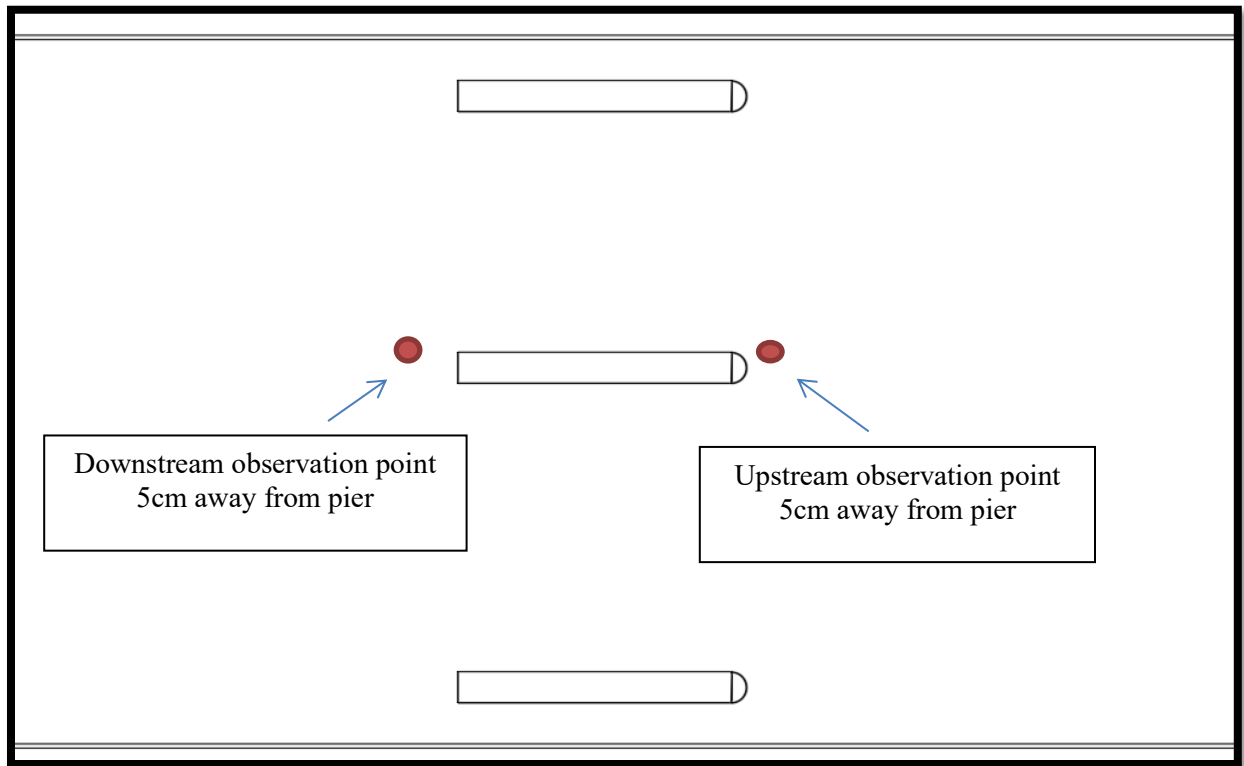 Downstream observation point
5cm away from pier
Upstream observation point
5cm away from pier